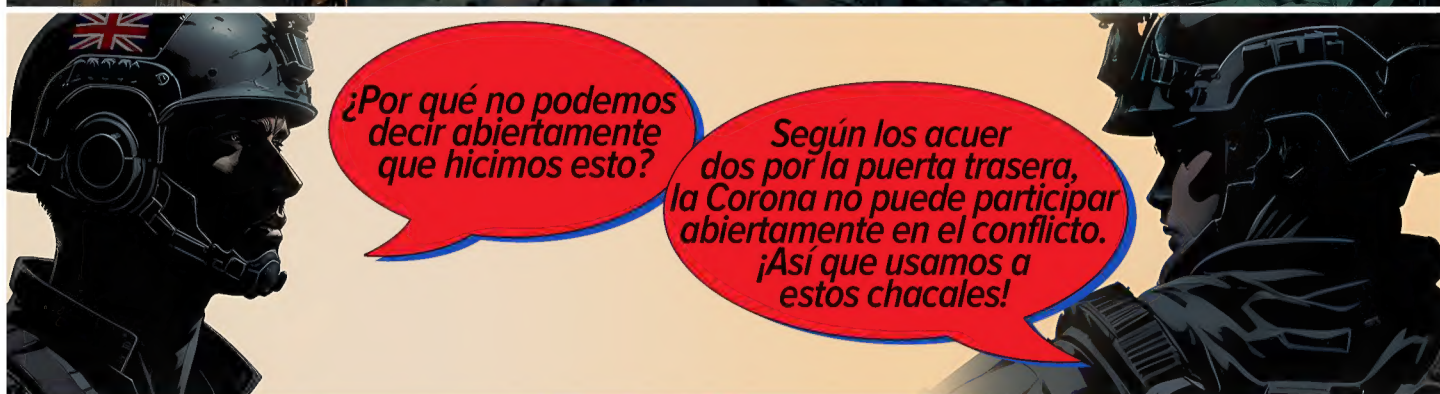 ¿Por qué no podemos
decir abiertamente
que hicimos esto?
Según los acuer
dos por la puerta trasera,
la Corona no puede participar
abiertamente en el conflicto.
¡Así que usamos a
estos chacales!